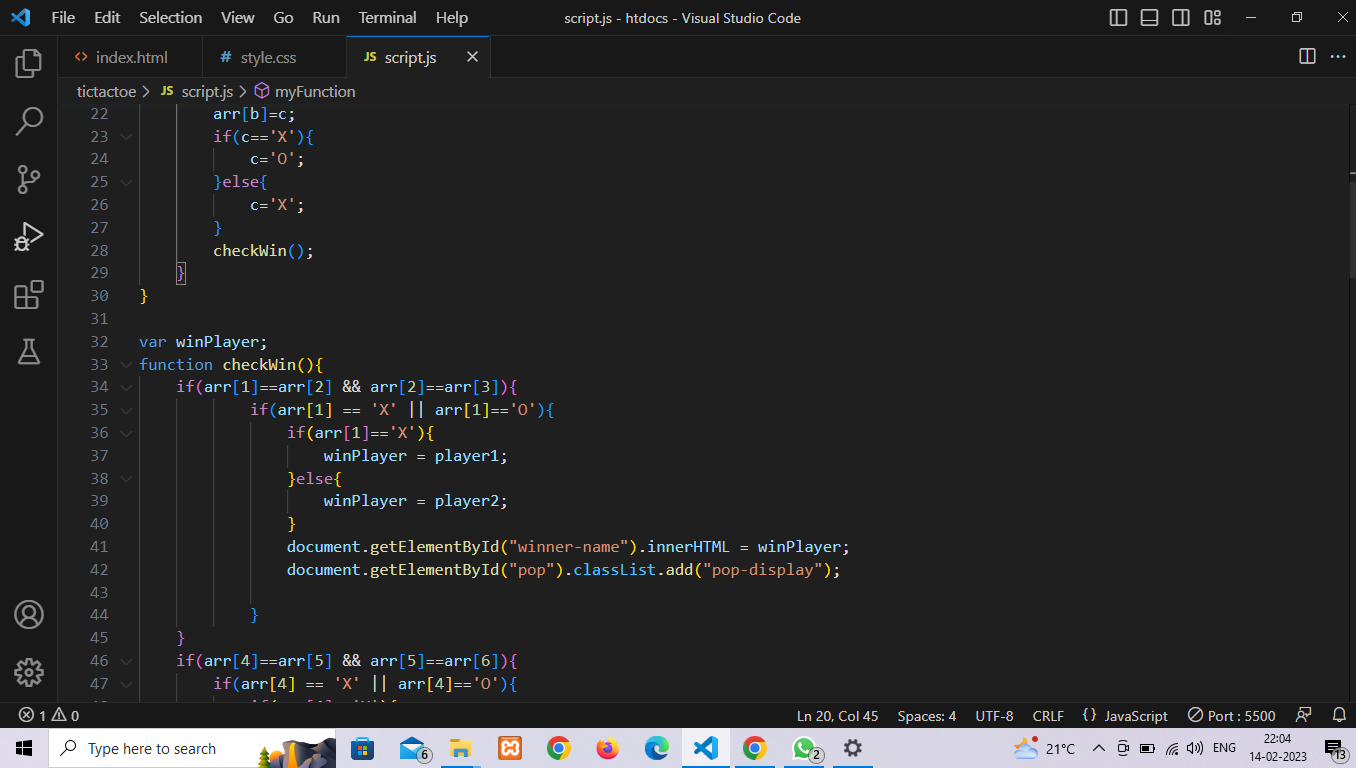 File Edit Selection View Go Run Terminal Help script.js - htdocs - Visual Studio Code
<> index.html # style.css JS script.js
tictactoe > JS script.js > myFunction
22 arr[b]=c;
23 if(c=='X'){
24 c='O';
25 }else{
26 c='X';
27 }
28 checkWin();
29 }
30 }
31
32 var winPlayer;
33 function checkWin(){
34 if(arr[1]==arr[2] && arr[2]==arr[3]){
35 if(arr[1] == 'X' || arr[1]=='O'){
36 if(arr[1]=='X'){
37 winPlayer = player1;
38 }else{
39 winPlayer = player2;
40 }
41 document.getElementById("winner-name").innerHTML = winPlayer;
42 document.getElementById("pop").classList.add("pop-display");
43
44 }
45 }
46 if(arr[4]==arr[5] && arr[5]==arr[6]){
47 if(arr[4] == 'X' || arr[4]=='O'){
1 0 Ln 20, Col 45 Spaces: 4 UTF-8 CRLF {} JavaScript Port : 5500
Type here to search 6 2 21°C ENG 22:04
14-02-2023 13